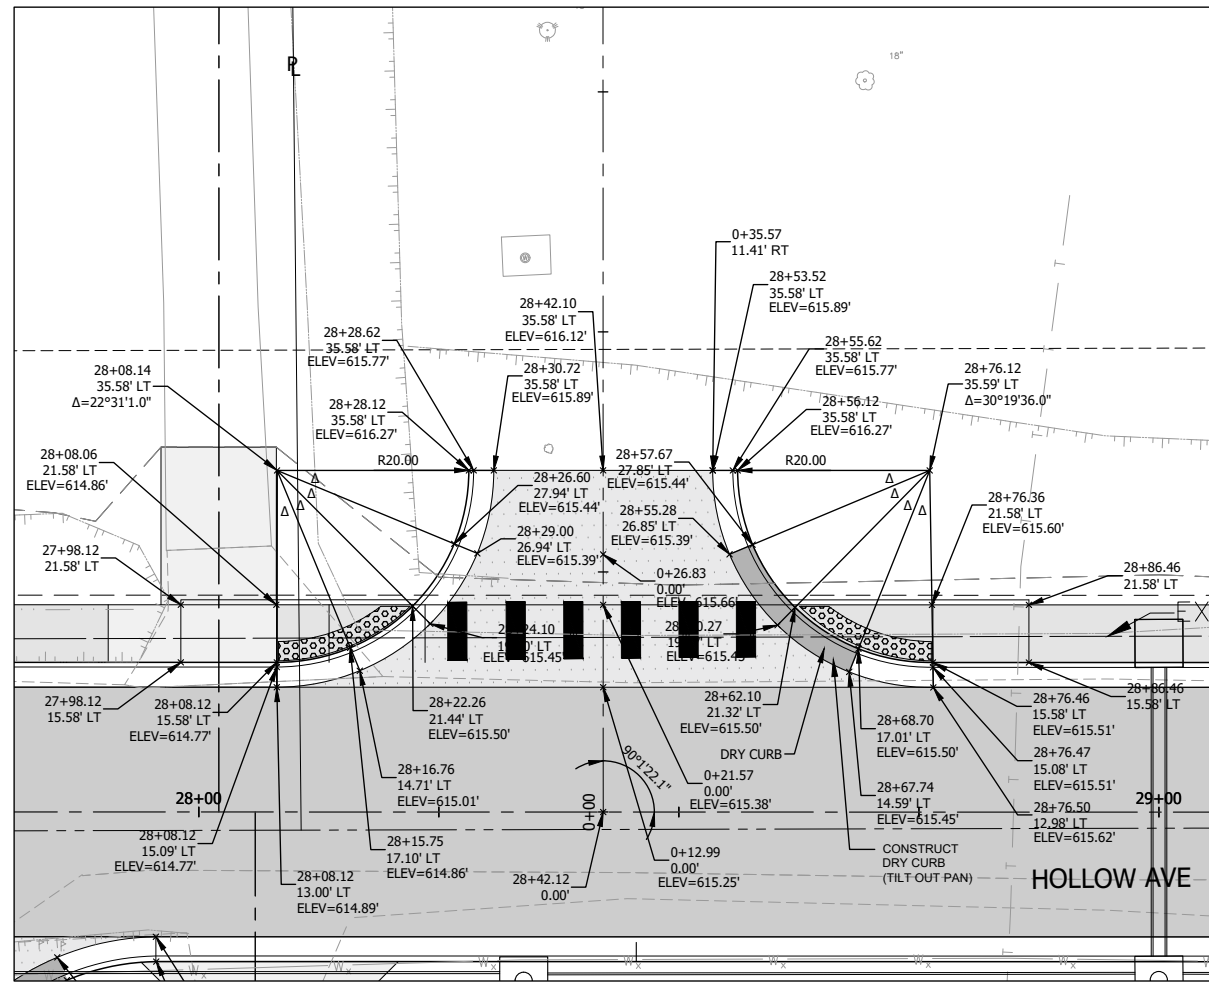 18"
PL
0+35.57
11.41' RT
28+53.52
35.58' LT
ELEV=615.89'
28+42.10
35.58' LT
ELEV=616.12'
28+28.62
35.58' LT
ELEV=615.77'
28+55.62
35.58' LT
ELEV=615.77'
28+08.14
35.58' LT
Δ=22°31'1.0"
28+30.72
35.58' LT
ELEV=615.89'
28+76.12
35.59' LT
Δ=30°19'36.0"
28+28.12
35.58' LT
ELEV=616.27'
28+56.12
35.58' LT
ELEV=616.27'
28+08.06
21.58' LT
ELEV=614.86'
R20.00
28+57.67
27.85' LT
ELEV=615.44'
R20.00
Δ
Δ
Δ
Δ
Δ
Δ
28+26.60
27.94' LT
ELEV=615.44'
28+76.36
21.58' LT
ELEV=615.60'
28+55.28
26.85' LT
ELEV=615.39'
28+29.00
26.94' LT
ELEV=615.39'
27+98.12
21.58' LT
28+86.46
21.58' LT
0+26.83
0.00'
ELEV=615.66'
EX
ELEV=615.45'
27+98.12
15.58' LT
28+08.12
15.58' LT
ELEV=614.77'
28+22.26
21.44' LT
ELEV=615.50'
28+62.10
21.32' LT
ELEV=615.50'
28+86.46
15.58' LT
28+76.46
15.58' LT
ELEV=615.51'
28+68.70
17.01' LT
ELEV=615.50'
DRY CURB
28+76.47
15.08' LT
ELEV=615.51'
28+16.76
14.71' LT
ELEV=615.01'
90°1'22.1"
0+21.57
0.00'
ELEV=615.38'
28+67.74
14.59' LT
ELEV=615.45'
28+76.50
12.98' LT
ELEV=615.62'
28+00
0+00
29+00
28+08.12
15.09' LT
ELEV=614.77'
28+15.75
17.10' LT
ELEV=614.86'
0+12.99
0.00'
ELEV=615.25'
CONSTRUCT
DRY CURB
(TILT OUT PAN)
28+08.12
13.00' LT
ELEV=614.89'
28+42.12
0.00'
HOLLOW AVE